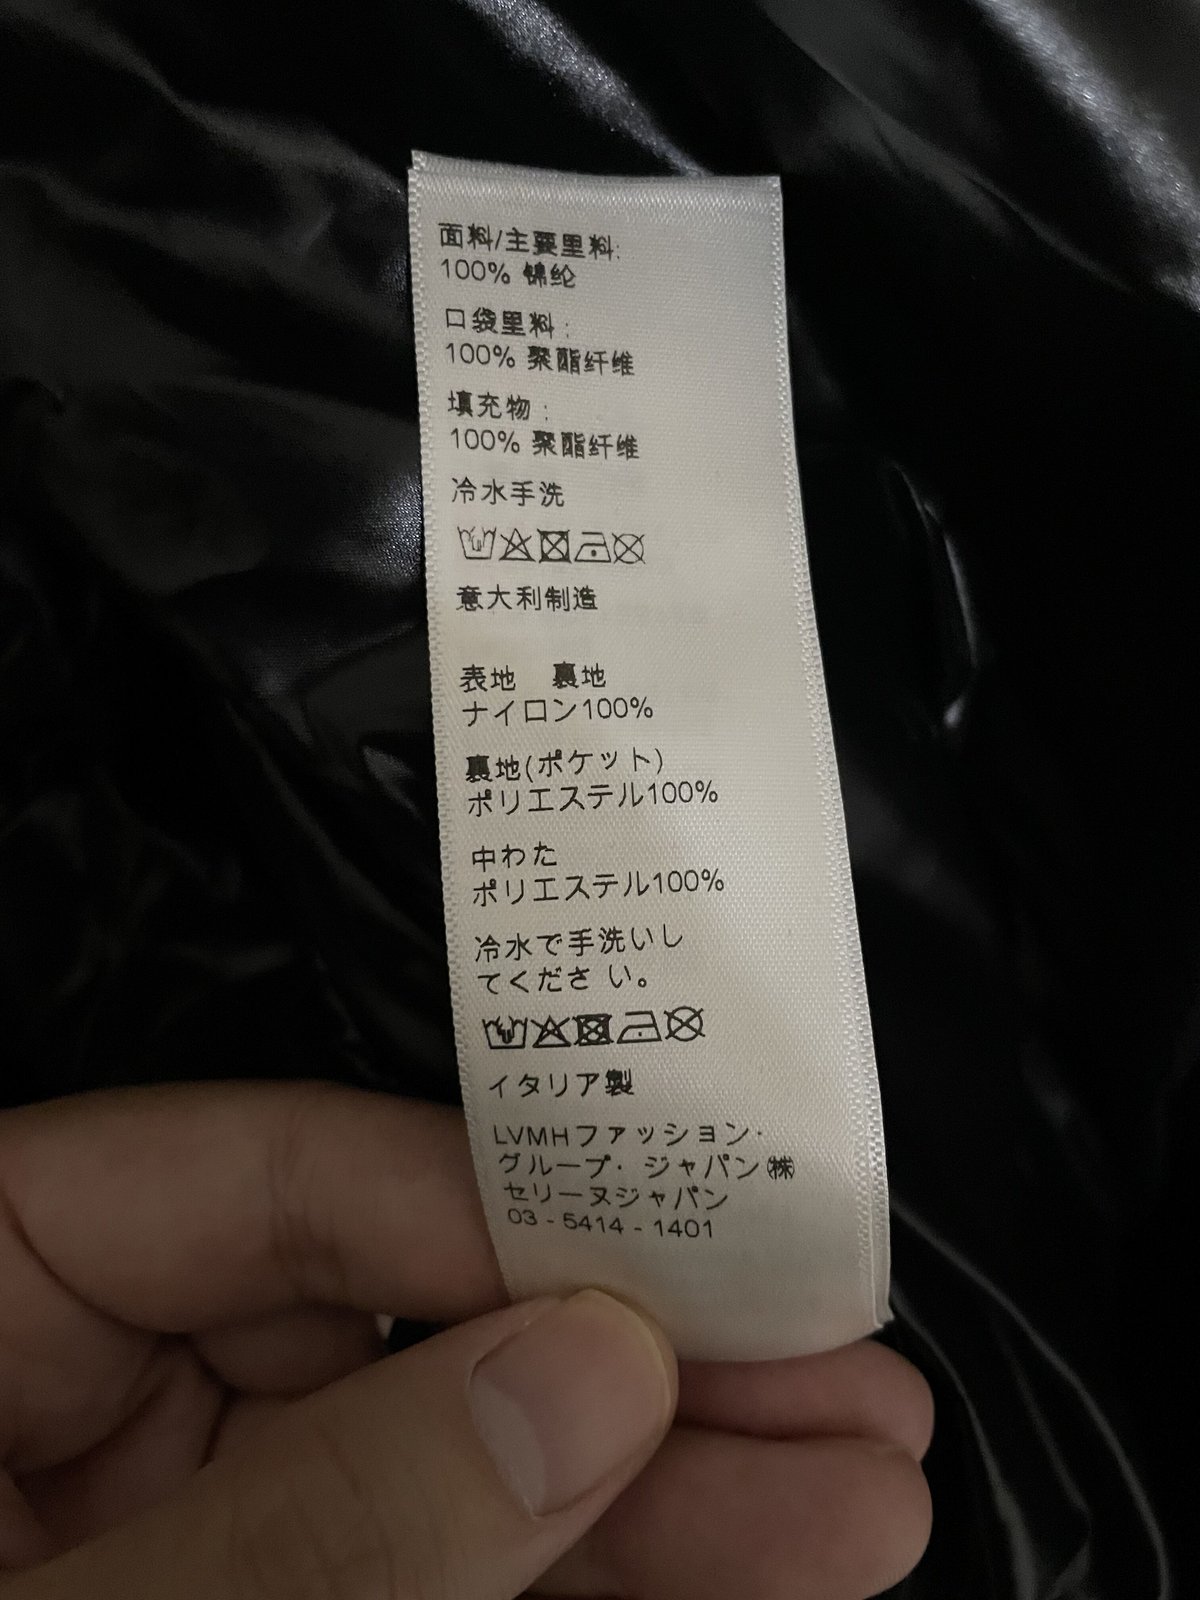 面料/主要里料:
100% 锦纶
口袋里料:
100% 聚酯纤维
填充物:
100% 聚酯纤维
冷水手洗
意大利制造
表地　裏地
ナイロン100%
裏地(ポケット)
ポリエステル100%
中わた
ポリエステル100%
冷水で手洗いし
てください。
イタリア製
LVMHファッション·
グループ· ジャパン㈱
セリーヌジャパン
03 - 5414 - 1401